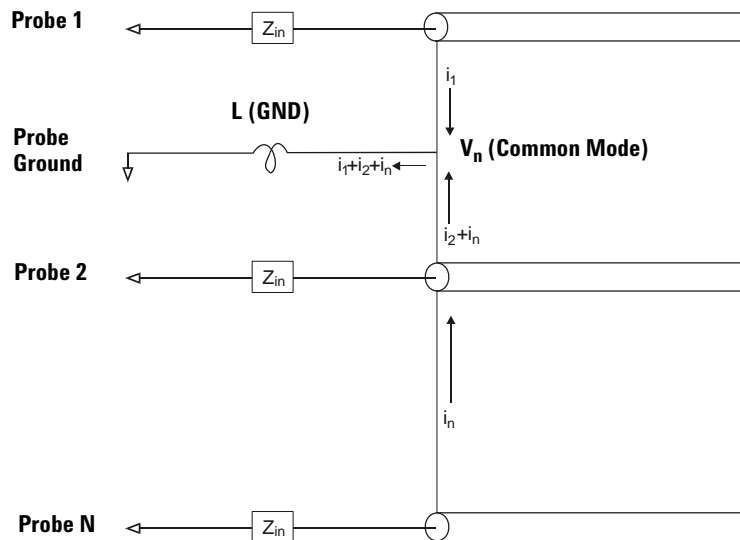 Probe 1
Z_in
i_1
L (GND)
Probe
Ground
i_1+i_2+i_n
V_n (Common Mode)
i_2+i_n
Probe 2
Z_in
i_n
Probe N
Z_in